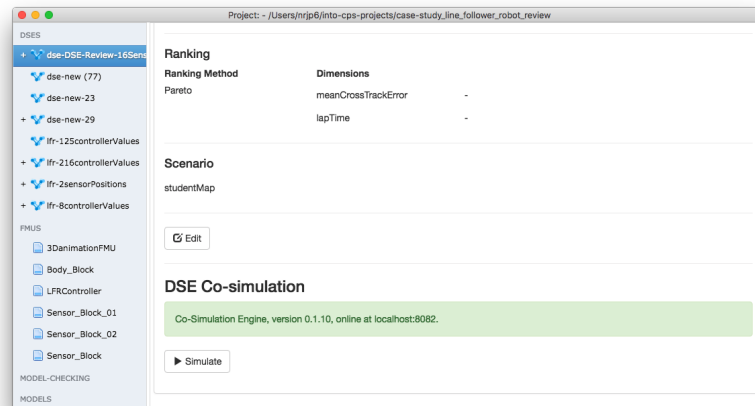 Project: - /Users/nrjp6/into-cps-projects/case-study_line_follower_robot_review
DSES
+ dse-DSE-Review-16Sens
dse-new (77)
dse-new-23
+ dse-new-29
lfr-125controllerValues
+ lfr-216controllerValues
+ lfr-2sensorPositions
+ lfr-8controllerValues
FMUS
3DanimationFMU
Body_Block
LFRController
Sensor_Block_01
Sensor_Block_02
Sensor_Block
MODEL-CHECKING
MODELS
Ranking
Ranking Method Dimensions
Pareto meanCrossTrackError -
lapTime -
Scenario
studentMap
Edit
DSE Co-simulation
Co-Simulation Engine, version 0.1.10, online at localhost:8082.
Simulate